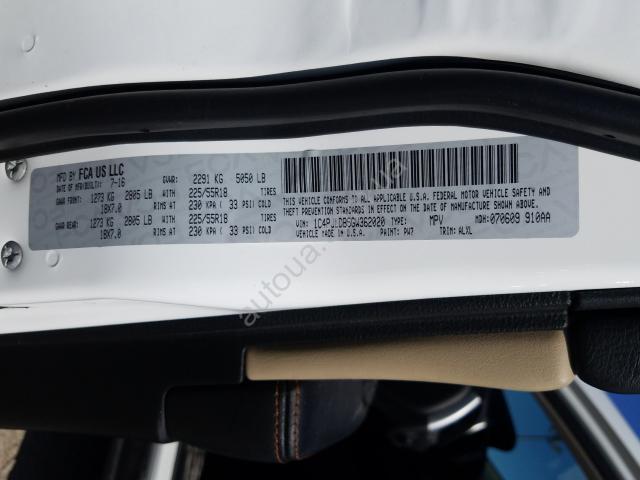 MFD BY FCA US LLC
DATE OF MFR(BUILT): 7-16
GVWR: 2291 KG 5050 LB
GAWR FRONT: 1273 KG 2805 LB WITH 225/55R18 TIRES
18X7.0 RIMS AT 230 KPA ( 33 PSI) COLD
GAWR REAR: 1273 KG 2805 LB WITH 225/55R18 TIRES
18X7.0 RIMS AT 230 KPA ( 33 PSI) COLD
THIS VEHICLE CONFORMS TO ALL APPLICABLE U.S.A. FEDERAL MOTOR VEHICLE SAFETY AND
THEFT PREVENTION STANDARDS IN EFFECT ON THE DATE OF MANUFACTURE SHOWN ABOVE.
VIN: 1C4PJLDB5GW362020 TYPE: MPV MDH: 070609 910AA
VEHICLE MADE IN U.S.A. PAINT: PW7 TRIM: ALXL
autoua